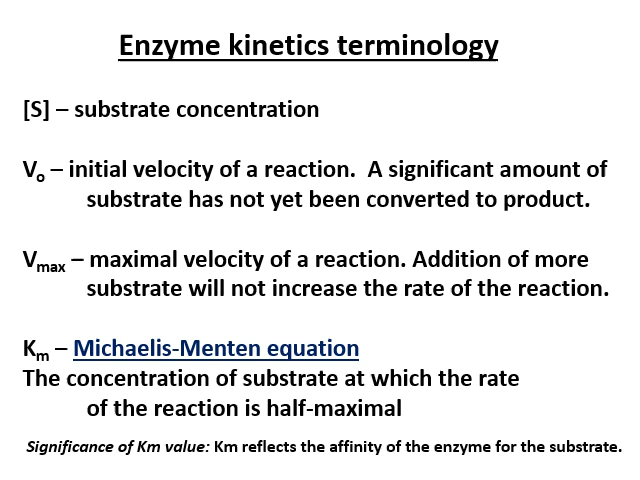 Enzyme kinetics terminology
[S] – substrate concentration
Vo – initial velocity of a reaction.  A significant amount of
substrate has not yet been converted to product.
Vmax – maximal velocity of a reaction. Addition of more
substrate will not increase the rate of the reaction.
Km – Michaelis-Menten equation
The concentration of substrate at which the rate
of the reaction is half-maximal
Significance of Km value: Km reflects the affinity of the enzyme for the substrate.